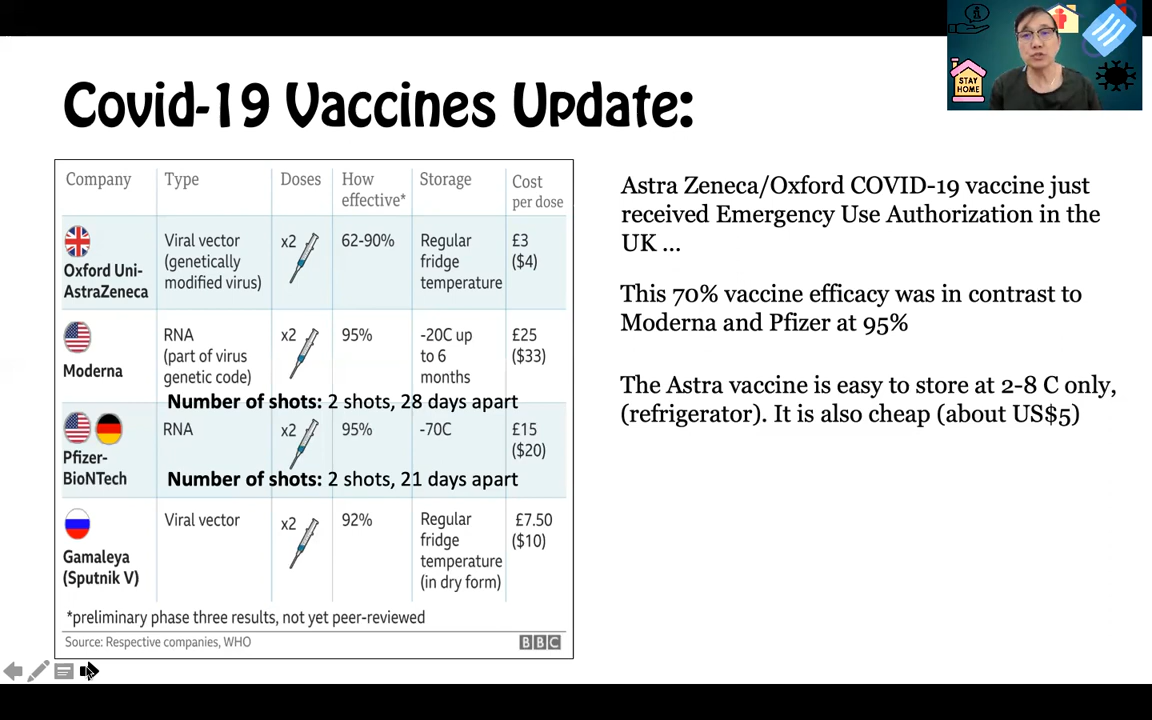 STAY
HOME
Covid-19 Vaccines Update:
Company Type Doses How effective* Storage Cost per dose
Oxford Uni-AstraZeneca Viral vector (genetically modified virus) x2 62-90% Regular fridge temperature £3 ($4)
Moderna RNA (part of virus genetic code) x2 95% -20C up to 6 months £25 ($33)
Number of shots: 2 shots, 28 days apart
Pfizer-BioNTech RNA x2 95% -70C £15 ($20)
Number of shots: 2 shots, 21 days apart
Gamaleya (Sputnik V) Viral vector x2 92% Regular fridge temperature (in dry form) £7.50 ($10)
*preliminary phase three results, not yet peer-reviewed
Source: Respective companies, WHO BBC
Astra Zeneca/Oxford COVID-19 vaccine just
received Emergency Use Authorization in the
UK ...
This 70% vaccine efficacy was in contrast to
Moderna and Pfizer at 95%
The Astra vaccine is easy to store at 2-8 C only,
(refrigerator). It is also cheap (about US$5)